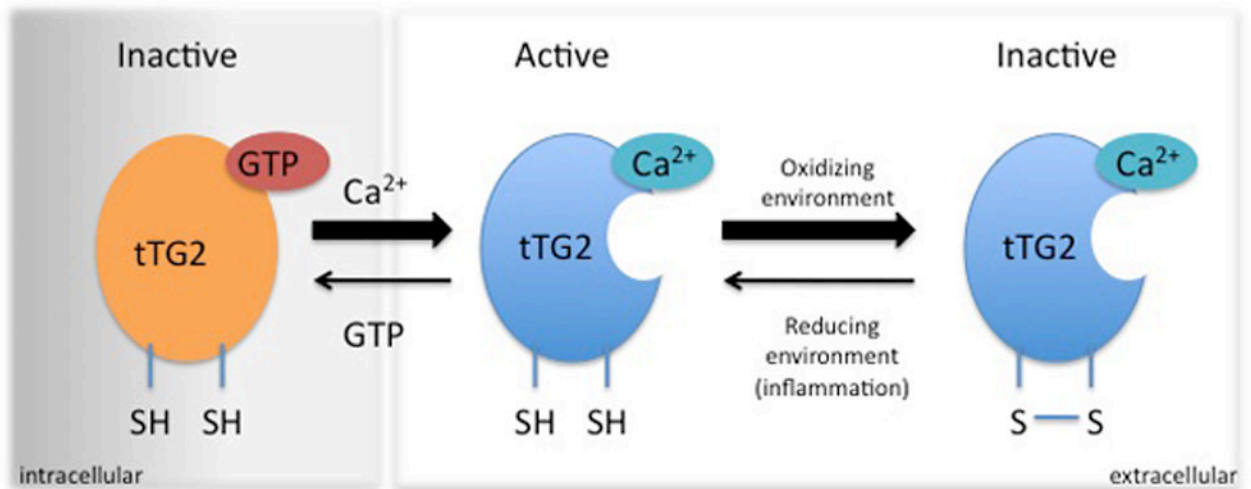 Inactive
Active
Inactive
GTP
tTG2
SH SH
intracellular
Ca²⁺
GTP
Ca²⁺
tTG2
SH SH
Oxidizing
environment
Reducing
environment
(inflammation)
Ca²⁺
tTG2
S S
extracellular